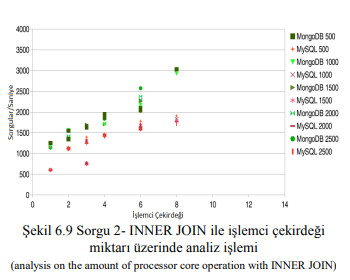 4000
3500
3000
2500
2000
1500
1000
500
0
Sorgular/Saniye
0
2
4
6
8
10
İşlemci Çekirdeği
MongoDB 500
MySQL 500
MongoDB 1000
MySQL 1000
MongoDB 1500
MySQL 1500
MongoDB 2000
MySQL 2000
MongoDB 2500
MySQL 2500
Şekil 6.9 Sorgu 2- INNER JOIN ile işlemci çekirdeği
miktarı üzerinde analiz işlemi
(analysis on the amount of processor core operation with INNER JOIN)